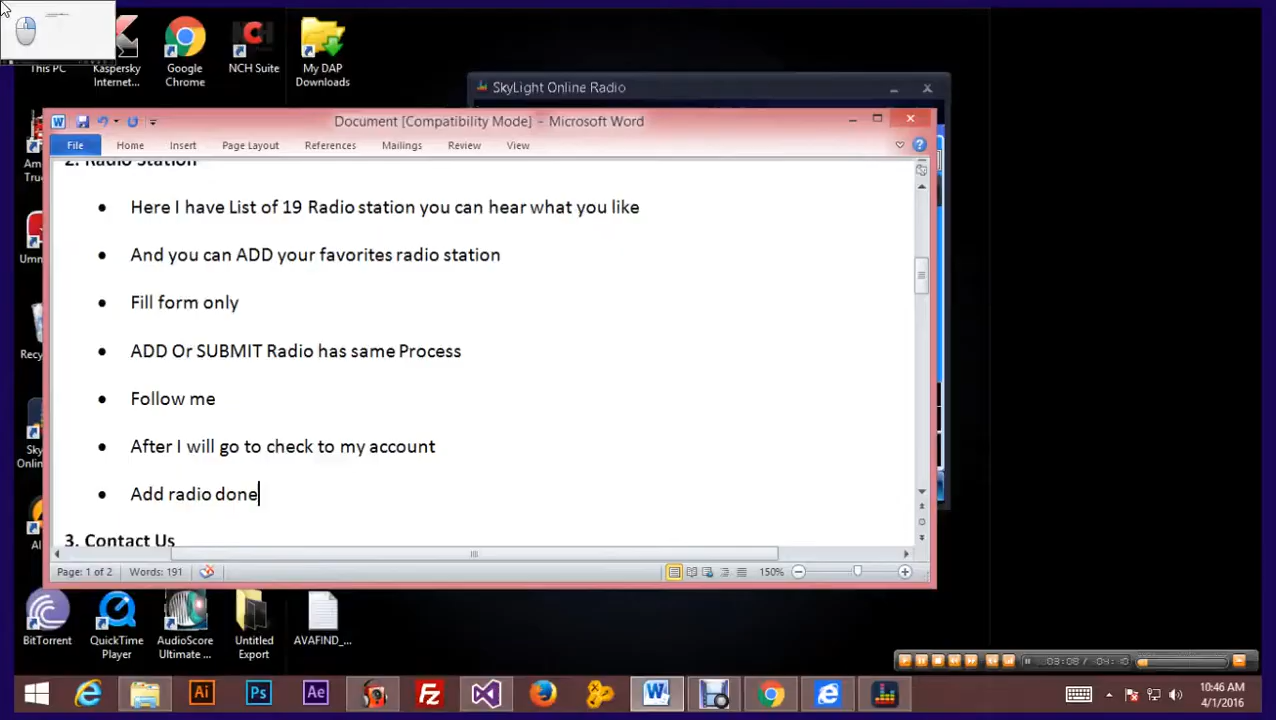 This PC
Kaspersky
Internet...
Google
Chrome
NCH Suite
My DAP
Downloads
SkyLight Online Radio
Document [Compatibility Mode] - Microsoft Word
File
Home
Insert
Page Layout
References
Mailings
Review
View
2. Radio Station
• Here I have List of 19 Radio station you can hear what you like
• And you can ADD your favorites radio station
• Fill form only
• ADD Or SUBMIT Radio has same Process
• Follow me
• After I will go to check to my account
• Add radio done
3. Contact Us
Page: 1 of 2
Words: 191
150%
BitTorrent
QuickTime
Player
AudioScore
Ultimate ...
Untitled
Export
AVAFIND_...
Ai
Ps
Ae
10:46 AM
4/1/2016